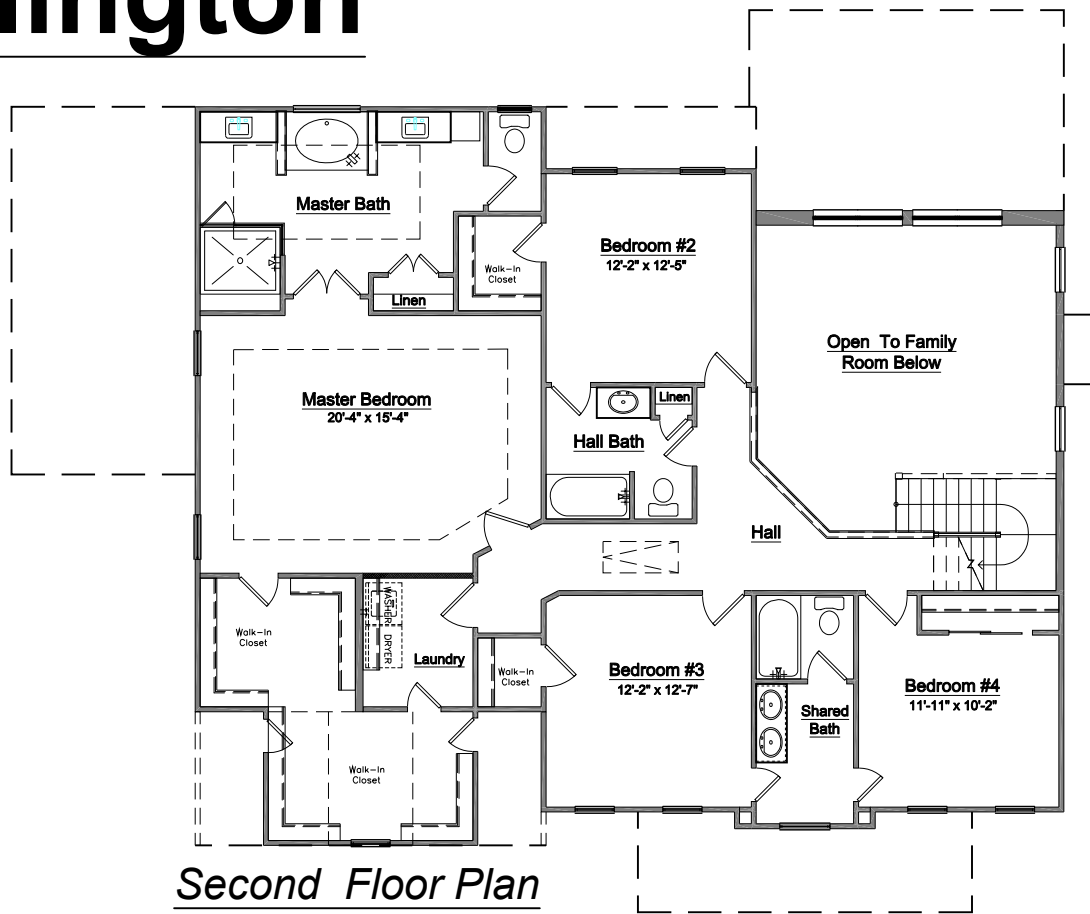 Master Bath
Walk-In
Closet
Linen
Bedroom #2
12'-2" x 12'-5"
Open To Family
Room Below
Master Bedroom
20'-4" x 15'-4"
Linen
Hall Bath
Hall
Walk-In
Closet
WASHER
DRYER
Laundry
Walk-In
Closet
Bedroom #3
12'-2" x 12'-7"
Shared
Bath
Bedroom #4
11'-11" x 10'-2"
Walk-In
Closet
Second Floor Plan